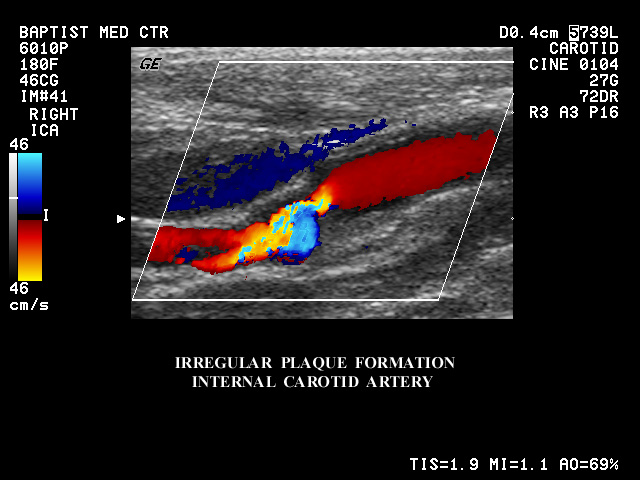 BAPTIST MED CTR
6010P
180F
46CG
IM#41
RIGHT
ICA
D0.4cm 5739L
CAROTID
CINE 0104
27G
72DR
R3 A3 P16
GE
46
I
46
cm/s
IRREGULAR PLAQUE FORMATION
INTERNAL CAROTID ARTERY
TIS=1.9 MI=1.1 AO=69%